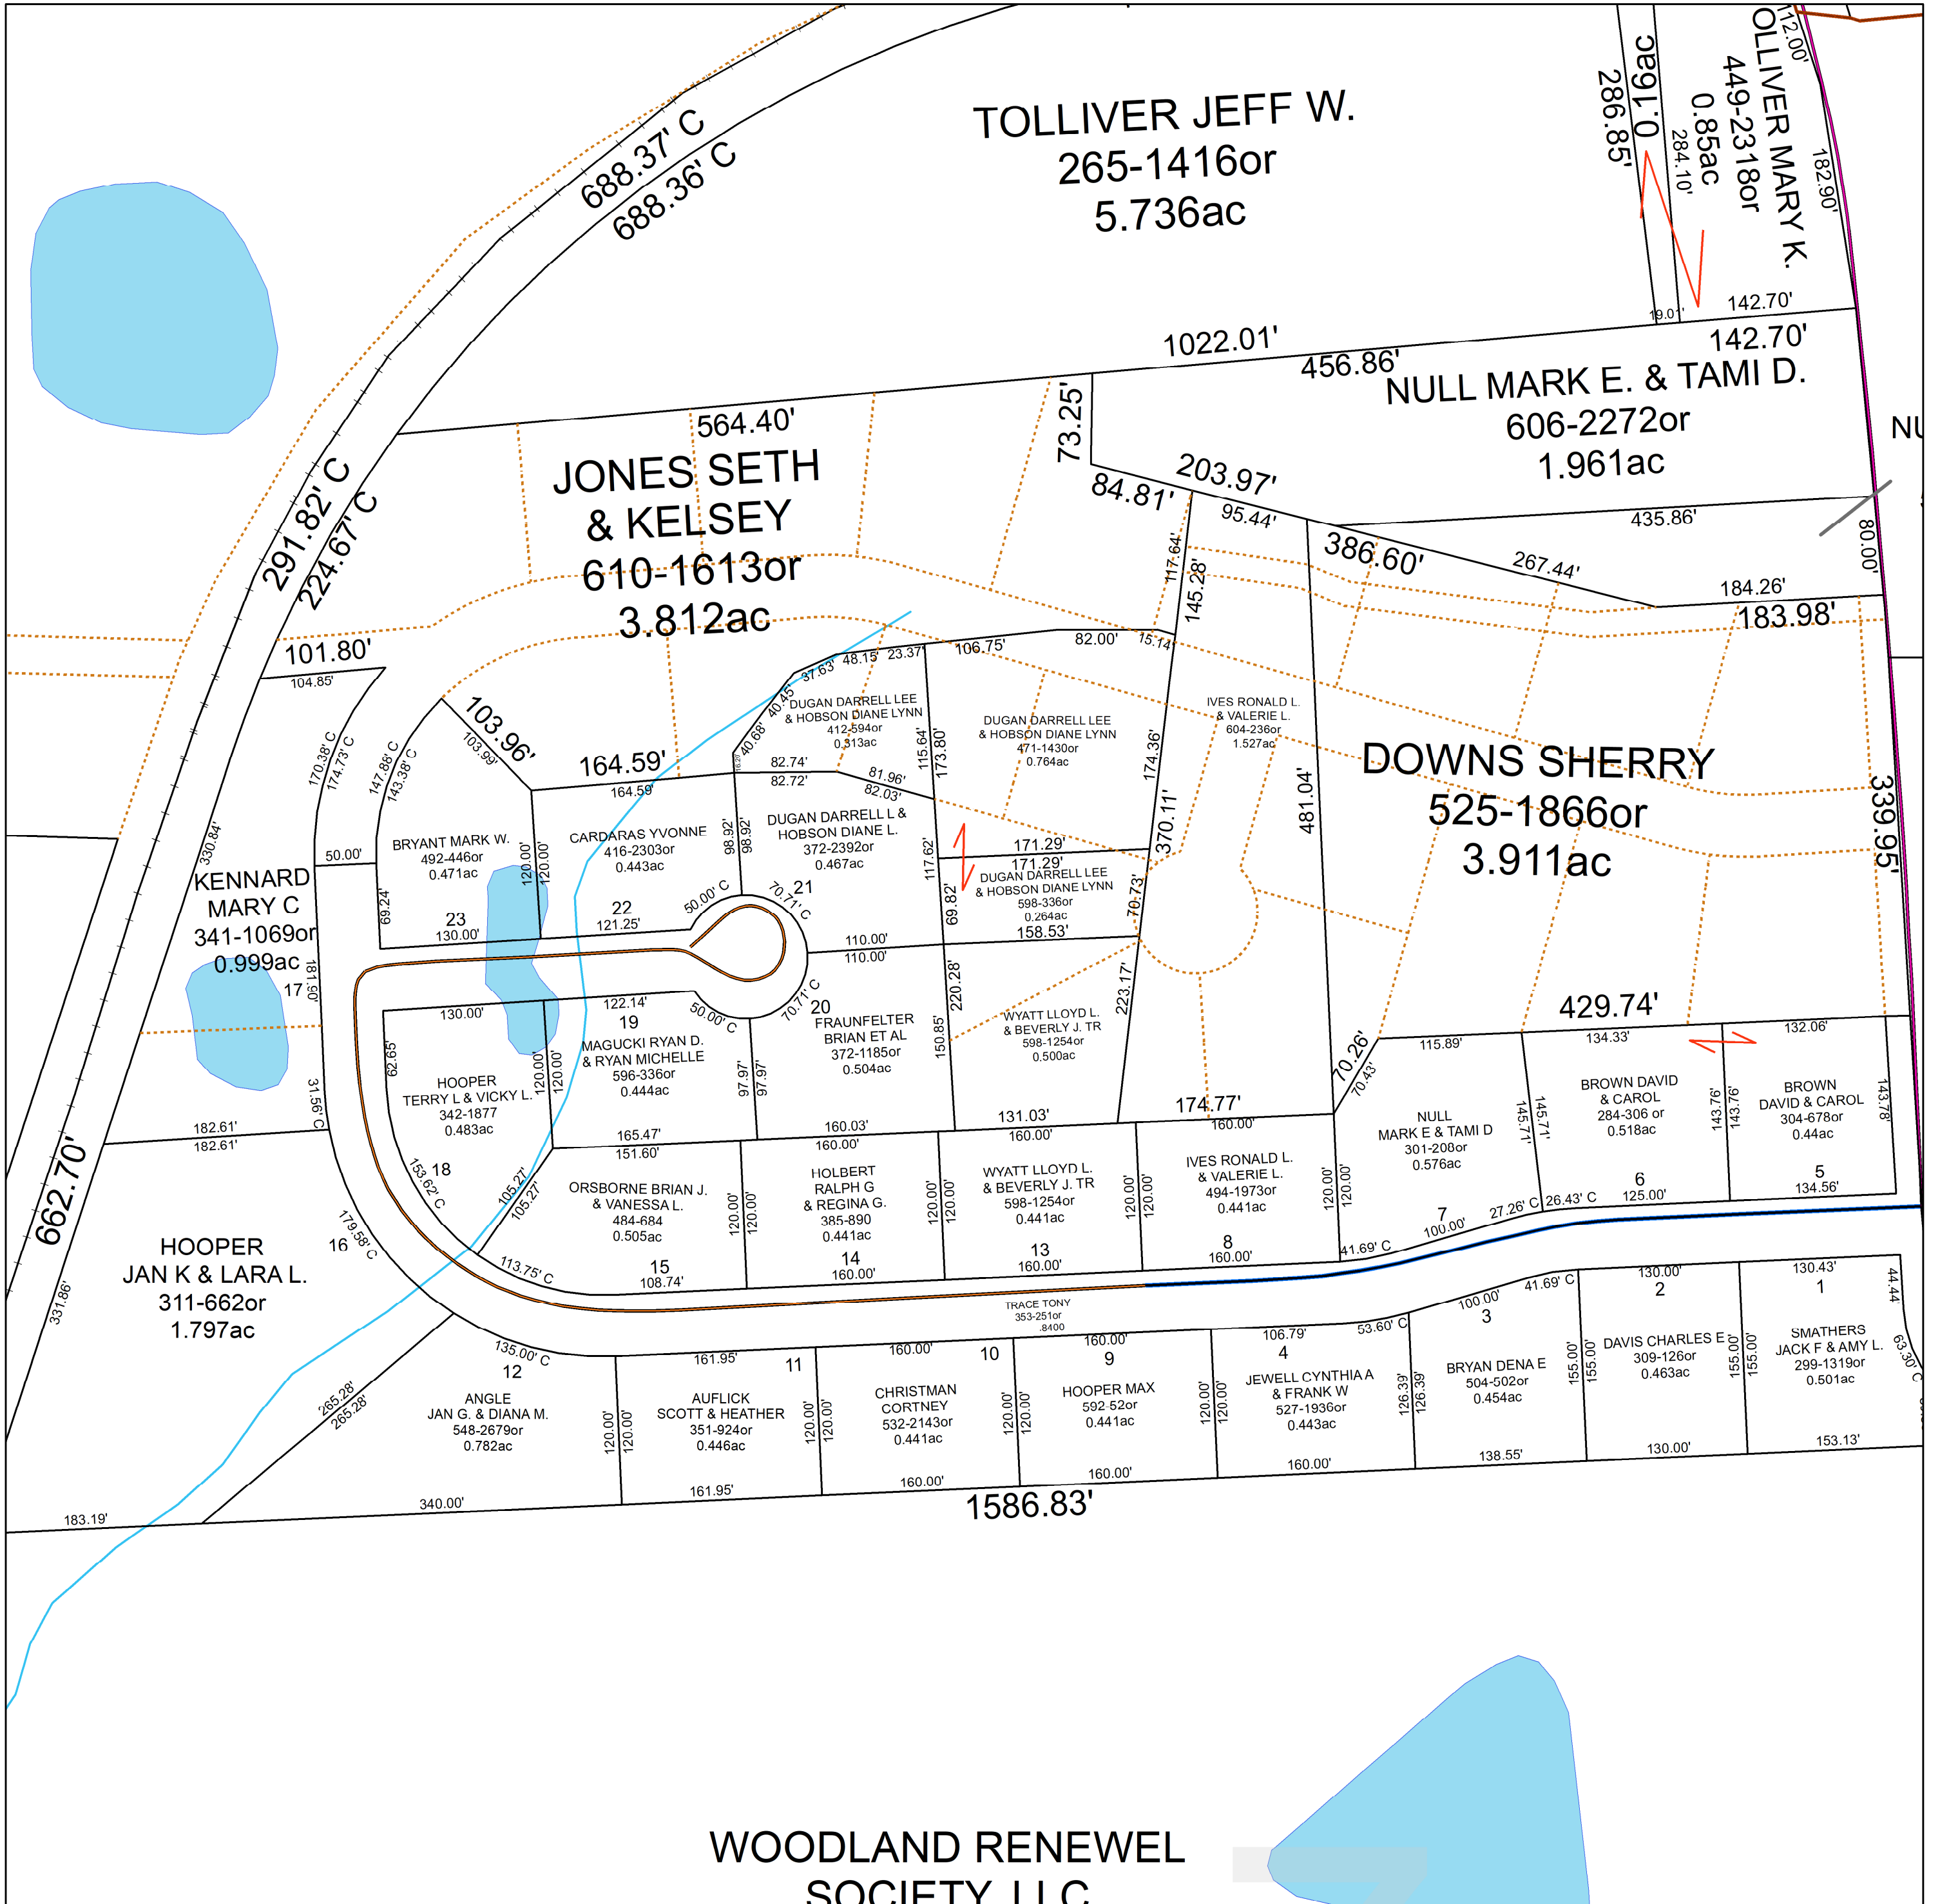 TOLLIVER JEFF W.
265-1416or
5.736ac
688.37' C
688.36' C
286.85'
0.16ac
284.10'
OLLIVER MARY K.
449-2318or
0.85ac
112.00'
182.90'
19.01'
142.70'
1022.01'
456.86'
142.70'
NULL MARK E. & TAMI D.
606-2272or
1.961ac
NU
564.40'
73.25'
JONES SETH
& KELSEY
610-1613or
3.812ac
203.97'
84.81'
95.44'
435.86'
80.00'
386.60'
267.44'
184.26'
183.98'
291.82' C
224.67' C
117.64'
145.28'
101.80'
104.85'
103.96'
103.99'
164.59'
164.59'
170.38' C
174.73' C
147.88' C
143.38' C
40.68'
40.45'
37.63'
48.15'
23.37'
106.75'
82.00'
15.14'
DUGAN DARRELL LEE
& HOBSON DIANE LYNN
412-594or
0.313ac
115.64'
173.80'
DUGAN DARRELL LEE
& HOBSON DIANE LYNN
471-1430or
0.764ac
174.36'
370.11'
IVES RONALD L.
& VALERIE L.
604-236or
1.527ac
481.04'
DOWNS SHERRY
525-1866or
3.911ac
339.95'
82.74'
82.72'
81.96'
82.03'
330.84'
50.00'
BRYANT MARK W.
492-446or
0.471ac
69.24'
23
130.00'
120.00'
120.00'
CARDARAS YVONNE
416-2303or
0.443ac
22
121.25'
98.92'
98.92'
50.00' C
DUGAN DARRELL L &
HOBSON DIANE L.
372-2392or
0.467ac
70.71' C
21
117.62'
110.00'
110.00'
171.29'
171.29'
DUGAN DARRELL LEE
& HOBSON DIANE LYNN
598-336or
0.264ac
69.82'
70.73'
158.53'
KENNARD
MARY C
341-1069or
0.999ac
17
181.90'
31.56' C
182.61'
182.61'
130.00'
62.65'
HOOPER
TERRY L & VICKY L.
342-1877
0.483ac
18
153.62' C
120.00'
120.00'
122.14'
19
MAGUCKI RYAN D.
& RYAN MICHELLE
596-336or
0.444ac
165.47'
50.00' C
70.71' C
20
97.97'
97.97'
FRAUNFELTER
BRIAN ET AL
372-1185or
0.504ac
160.03'
220.28'
150.85'
WYATT LLOYD L.
& BEVERLY J. TR
598-1254or
0.500ac
223.17'
131.03'
174.77'
429.74'
70.26'
70.43'
115.89'
134.33'
132.06'
NULL
MARK E & TAMI D
301-208or
0.576ac
7
100.00'
41.69' C
27.26' C
145.71'
145.71'
BROWN DAVID
& CAROL
284-306 or
0.518ac
6
125.00'
26.43' C
143.76'
143.76'
BROWN
DAVID & CAROL
304-678or
0.44ac
5
134.56'
143.78'
105.27'
105.27'
151.60'
ORSBORNE BRIAN J.
& VANESSA L.
484-684
0.505ac
15
108.74'
113.75' C
120.00'
120.00'
160.00'
HOLBERT
RALPH G
& REGINA G.
385-890
0.441ac
14
160.00'
120.00'
120.00'
160.00'
WYATT LLOYD L.
& BEVERLY J. TR
598-1254or
0.441ac
13
160.00'
120.00'
120.00'
160.00'
IVES RONALD L.
& VALERIE L.
494-1973or
0.441ac
8
160.00'
120.00'
120.00'
662.70'
331.86'
HOOPER
JAN K & LARA L.
311-662or
1.797ac
16
179.58' C
TRACE TONY
353-251or
.8400
265.28'
265.28'
183.19'
135.00' C
12
ANGLE
JAN G. & DIANA M.
548-2679or
0.782ac
340.00'
120.00'
120.00'
161.95'
11
AUFLICK
SCOTT & HEATHER
351-924or
0.446ac
161.95'
120.00'
120.00'
160.00'
10
CHRISTMAN
CORTNEY
532-2143or
0.441ac
160.00'
120.00'
120.00'
160.00'
9
HOOPER MAX
592-52or
0.441ac
160.00'
120.00'
120.00'
106.79'
53.60' C
4
JEWELL CYNTHIA A
& FRANK W
527-1936or
0.443ac
160.00'
126.39'
126.39'
100.00'
41.69' C
3
BRYAN DENA E
504-502or
0.454ac
138.55'
155.00'
155.00'
130.00'
2
DAVIS CHARLES E
309-126or
0.463ac
130.00'
155.00'
155.00'
130.43'
1
SMATHERS
JACK F & AMY L.
299-1319or
0.501ac
153.13'
44.44'
63.30' C
1586.83'
WOODLAND RENEWEL
SOCIETY, LLC